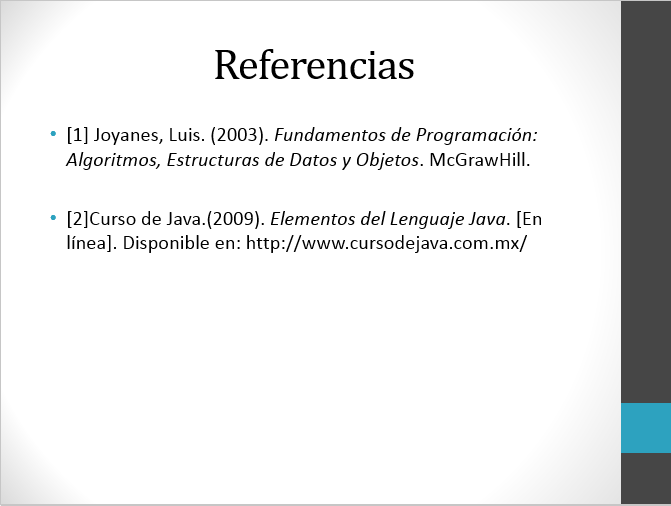 Referencias
• [1] Joyanes, Luis. (2003). Fundamentos de Programación:
Algoritmos, Estructuras de Datos y Objetos. McGrawHill.
• [2]Curso de Java.(2009). Elementos del Lenguaje Java. [En
línea]. Disponible en: http://www.cursodejava.com.mx/